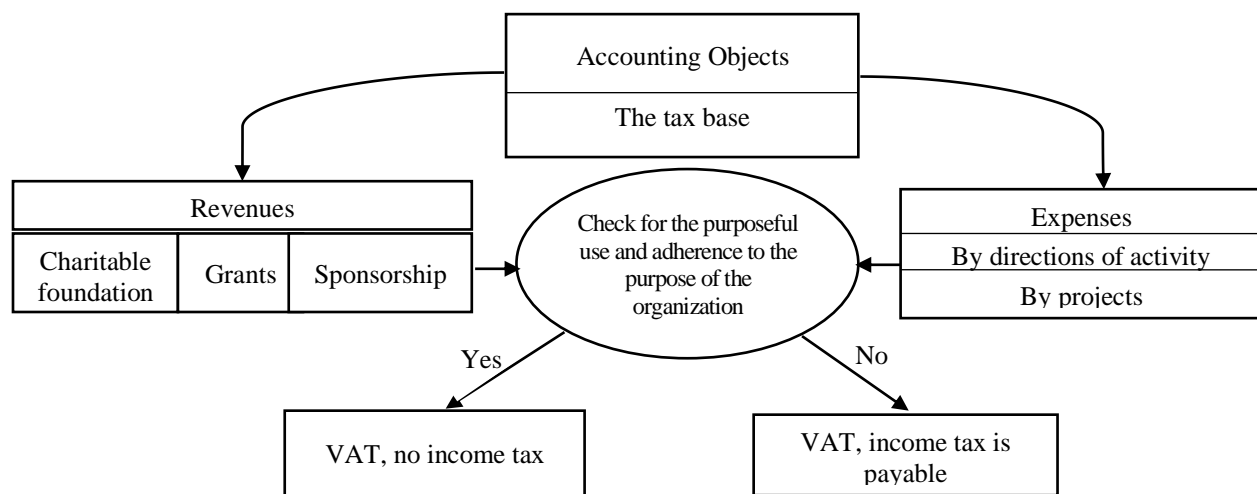 Accounting Objects
The tax base
Revenues
Charitable
foundation
Grants
Sponsorship
Check for the purposeful
use and adherence to the
purpose of the
organization
Expenses
By directions of activity
By projects
Yes
No
VAT, no income tax
VAT, income tax is
payable